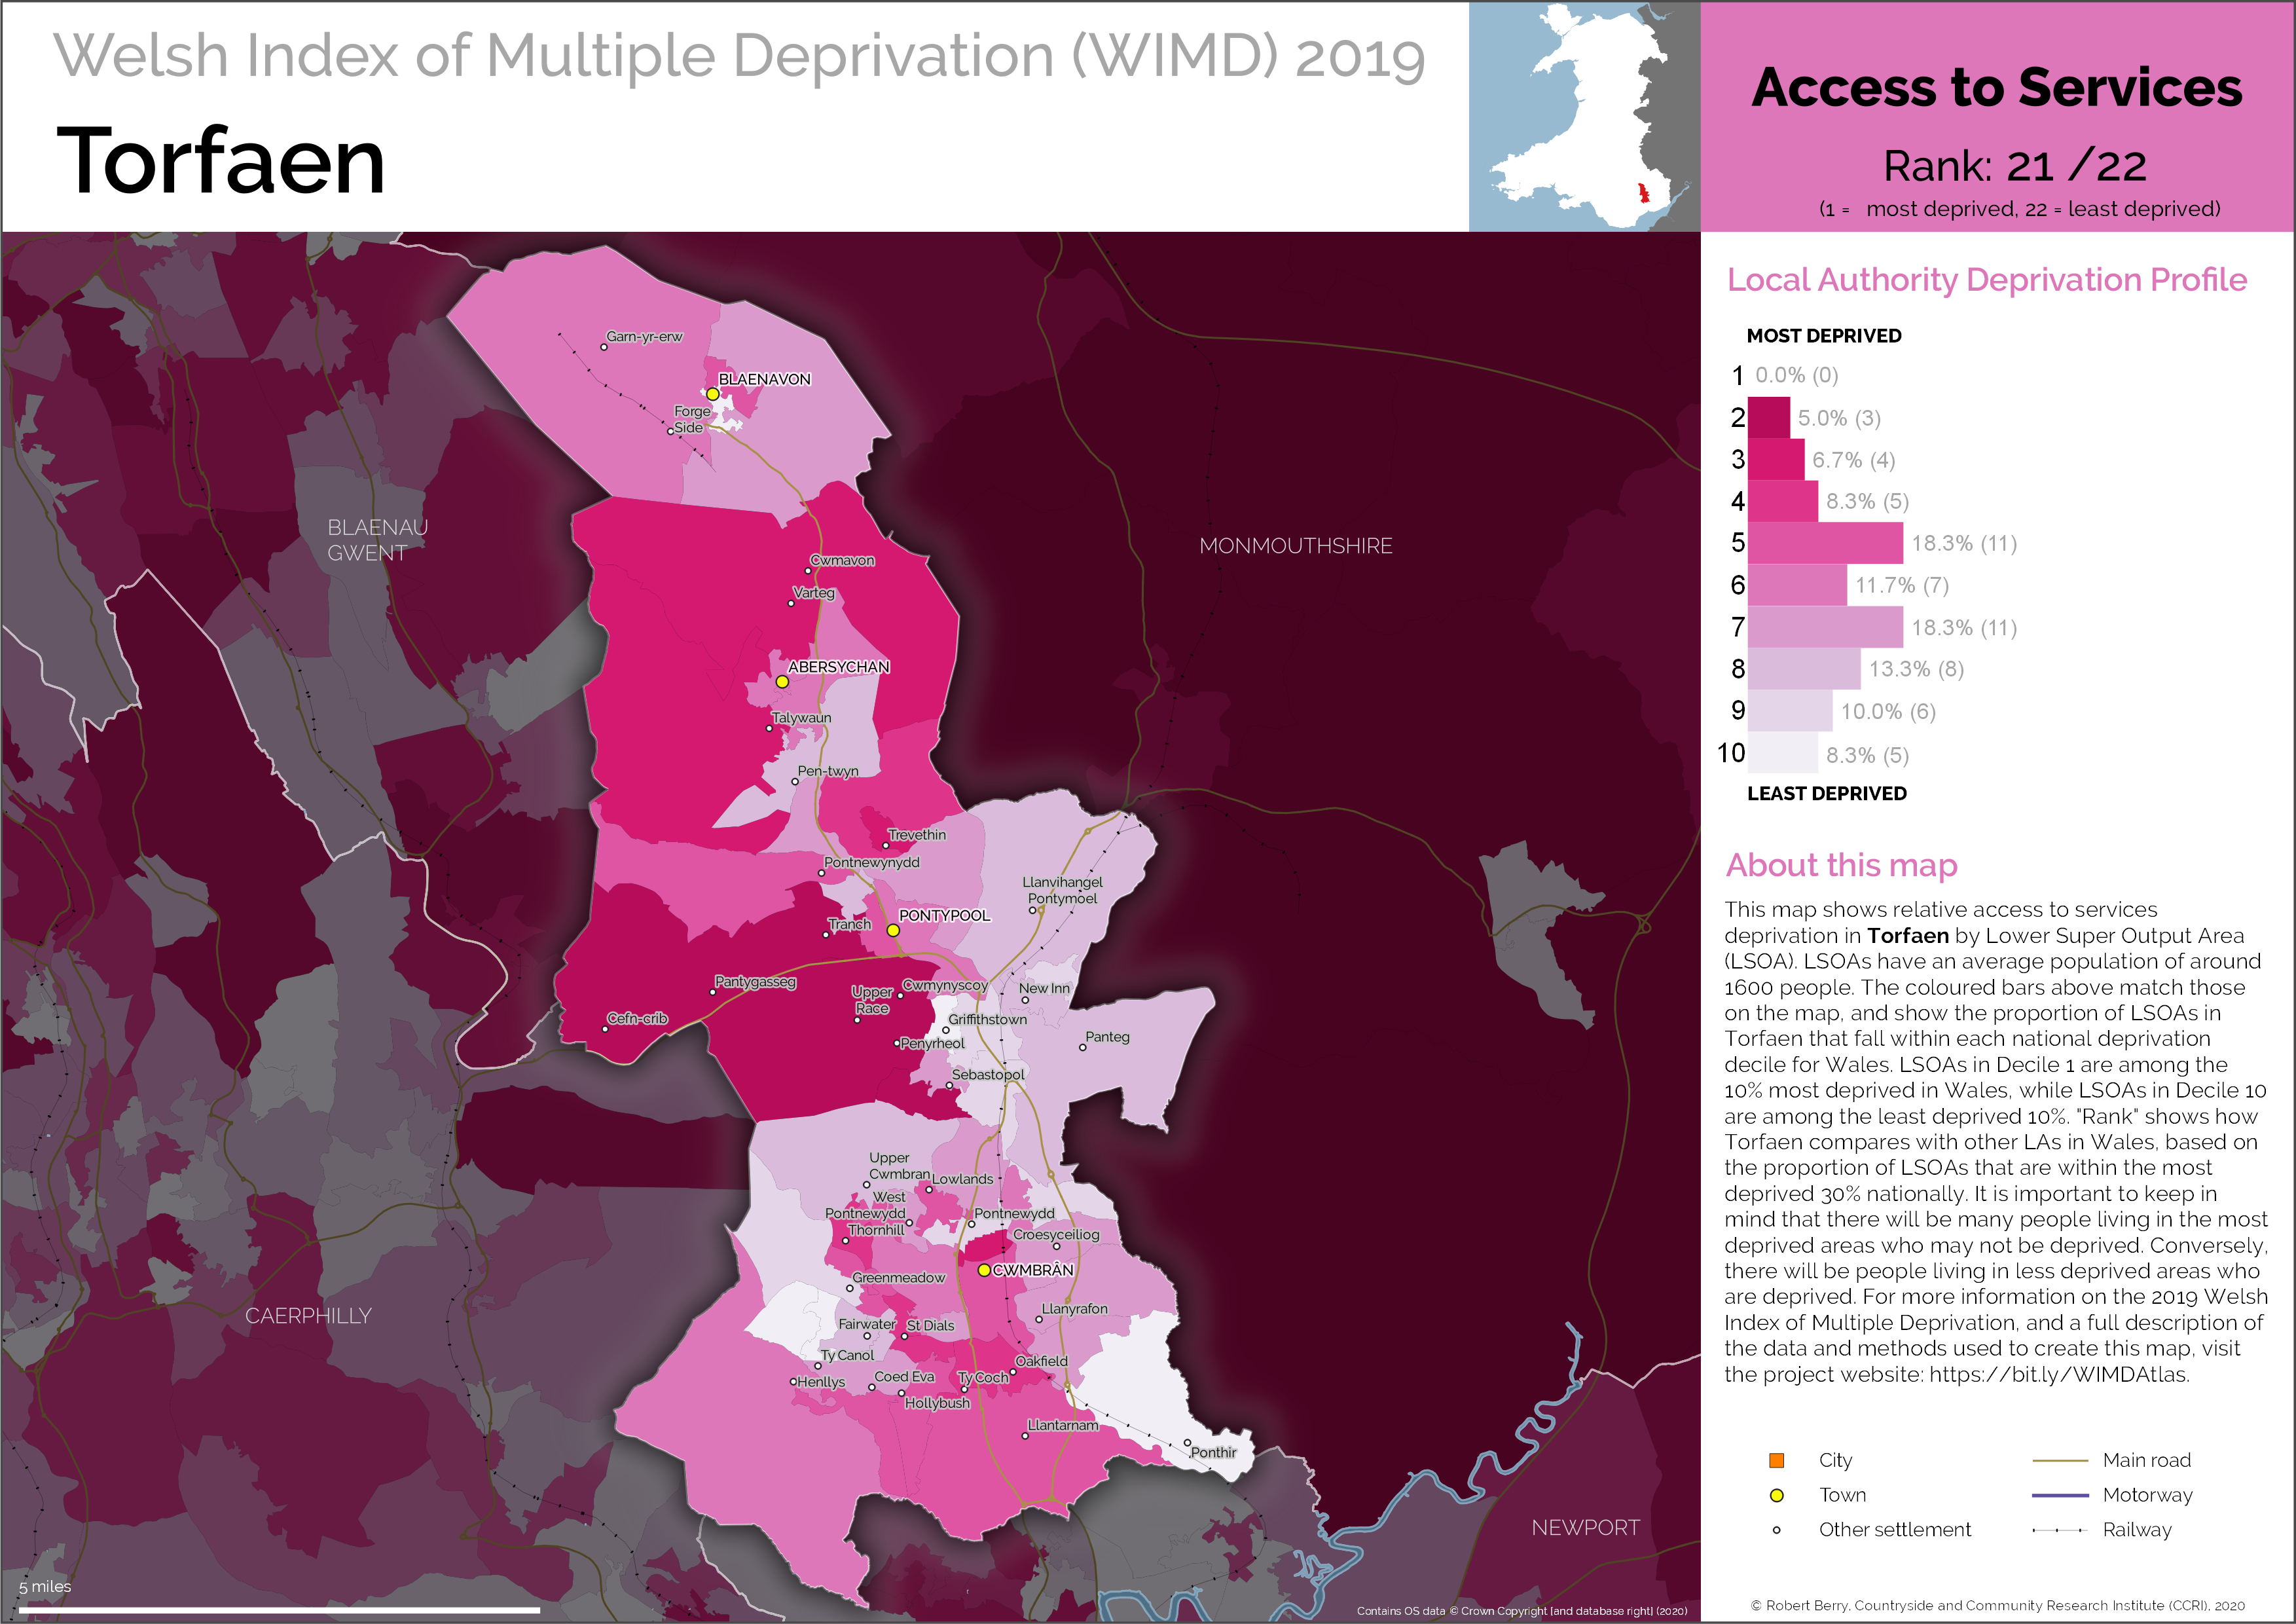 Welsh Index of Multiple Deprivation (WIMD) 2019
Torfaen
Access to Services
Rank: 21 /22
(1 = most deprived, 22 = least deprived)
Local Authority Deprivation Profile
MOST DEPRIVED
1 0.0% (0)
2 5.0% (3)
3 6.7% (4)
4 8.3% (5)
5 18.3% (11)
6 11.7% (7)
7 18.3% (11)
8 13.3% (8)
9 10.0% (6)
10 8.3% (5)
LEAST DEPRIVED
About this map
This map shows relative access to services
deprivation in Torfaen by Lower Super Output Area
(LSOA). LSOAs have an average population of around
1600 people. The coloured bars above match those
on the map, and show the proportion of LSOAs in
Torfaen that fall within each national deprivation
decile for Wales. LSOAs in Decile 1 are among the
10% most deprived in Wales, while LSOAs in Decile 10
are among the least deprived 10%. "Rank" shows how
Torfaen compares with other LAs in Wales, based on
the proportion of LSOAs that are within the most
deprived 30% nationally. It is important to keep in
mind that there will be many people living in the most
deprived areas who may not be deprived. Conversely,
there will be people living in less deprived areas who
are deprived. For more information on the 2019 Welsh
Index of Multiple Deprivation, and a full description of
the data and methods used to create this map, visit
the project website: https://bit.ly/WIMDAtlas.
City
Town
Other settlement
Main road
Motorway
Railway
© Robert Berry, Countryside and Community Research Institute (CCRI), 2020
Garn-yr-erw
BLAENAVON
Forge
Side
BLAENAU
GWENT
MONMOUTHSHIRE
Cwmavon
Varteg
ABERSYCHAN
Talywaun
Pen-twyn
Trevethin
Pontnewynydd
Llanvihangel
Pontymoel
PONTYPOOL
Tranch
Pantygasseg
Upper
Race
Cwmynyscoy
New Inn
Cefn-crib
Griffithstown
Penyrheol
Panteg
Sebastopol
Upper
Cwmbran
Lowlands
West
Pontnewydd
Pontnewydd
Thornhill
Croesyceiliog
CWMBRÂN
Greenmeadow
Llanyrafon
CAERPHILLY
Fairwater
St Dials
Ty Canol
Oakfield
Henllys
Coed Eva
Ty Coch
Hollybush
Llantarnam
Ponthir
NEWPORT
5 miles
Contains OS data © Crown Copyright [and database right] (2020)